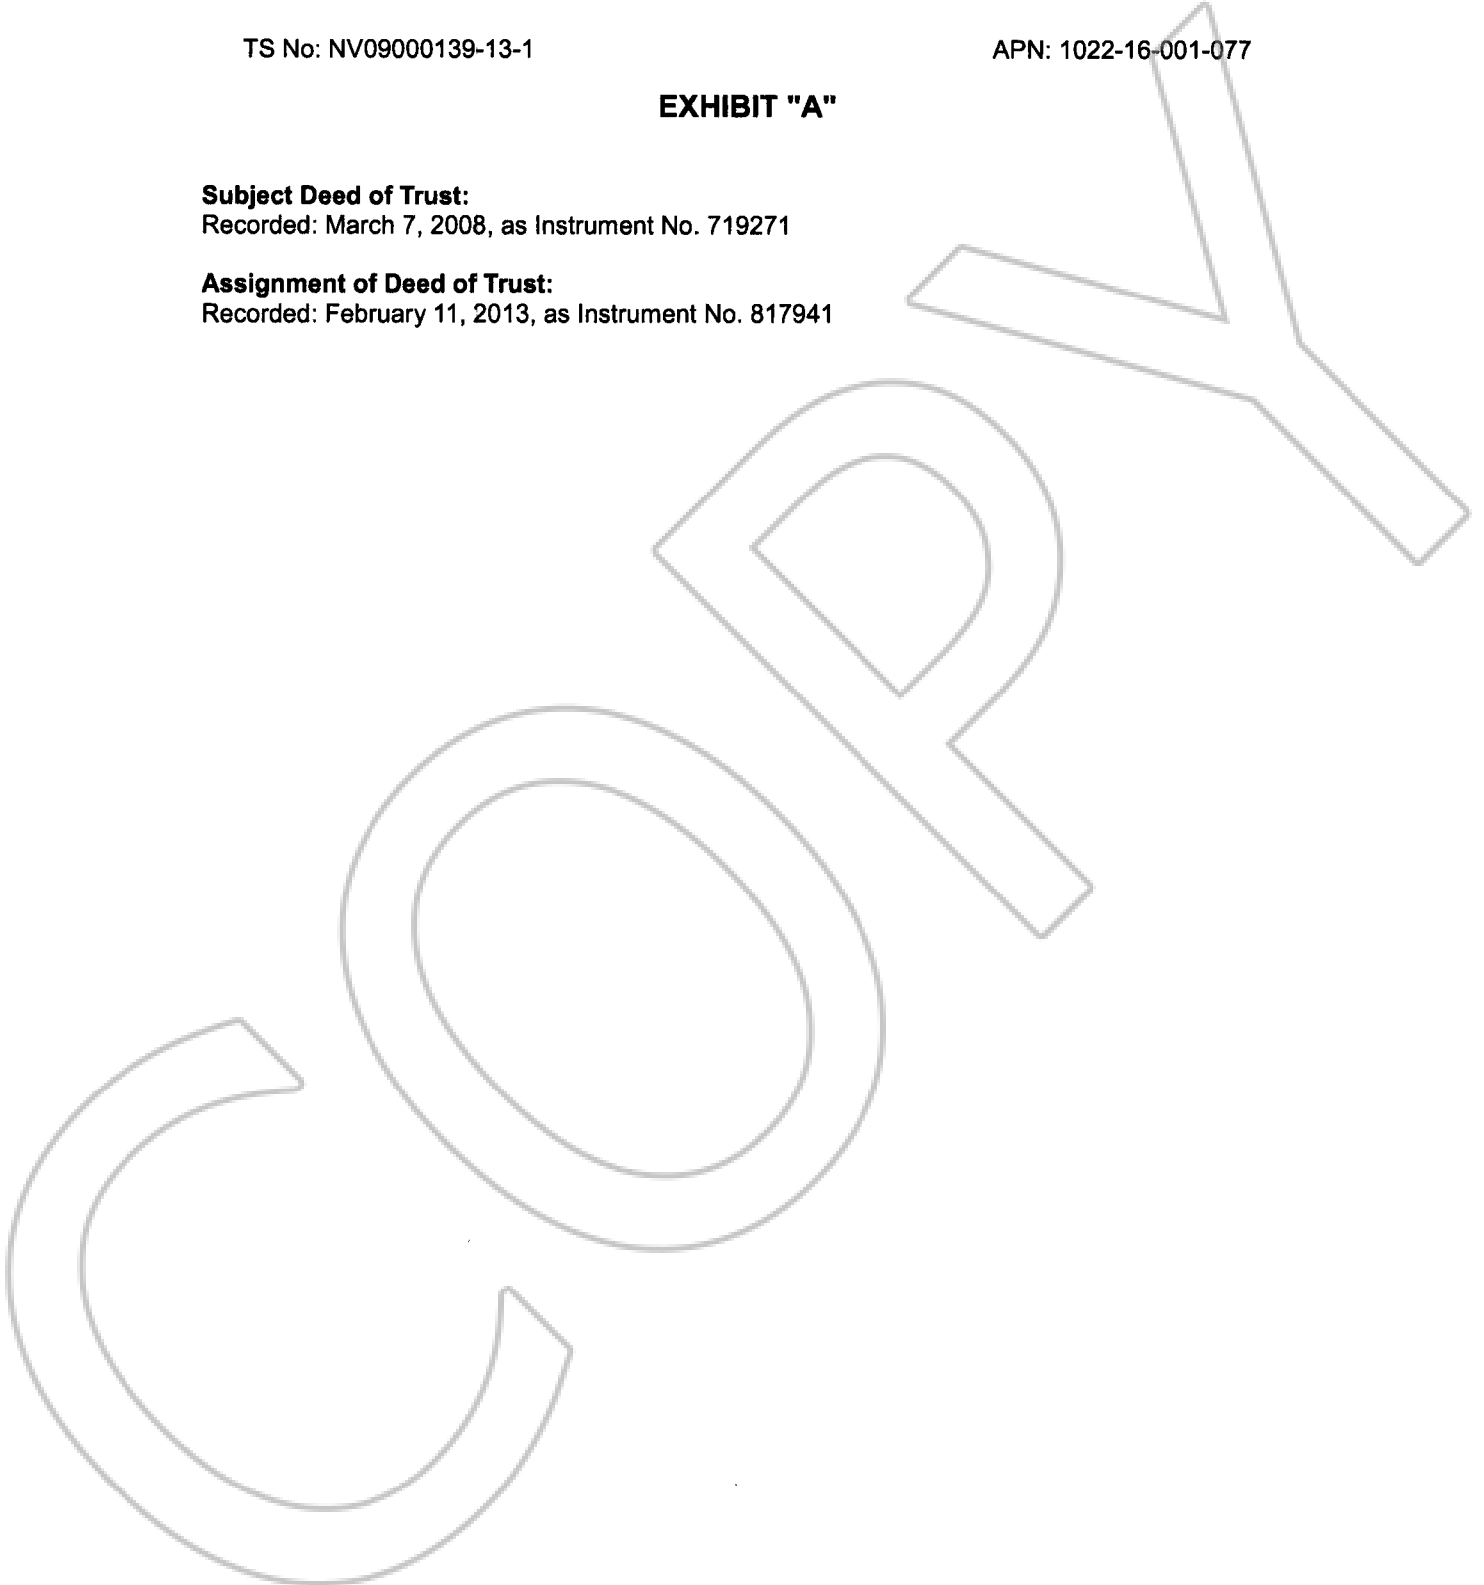 TS No: NV09000139-13-1 APN: 1022-16-001-077
EXHIBIT "A"
Subject Deed of Trust:
Recorded: March 7, 2008, as Instrument No. 719271
Assignment of Deed of Trust:
Recorded: February 11, 2013, as Instrument No. 817941
COPY